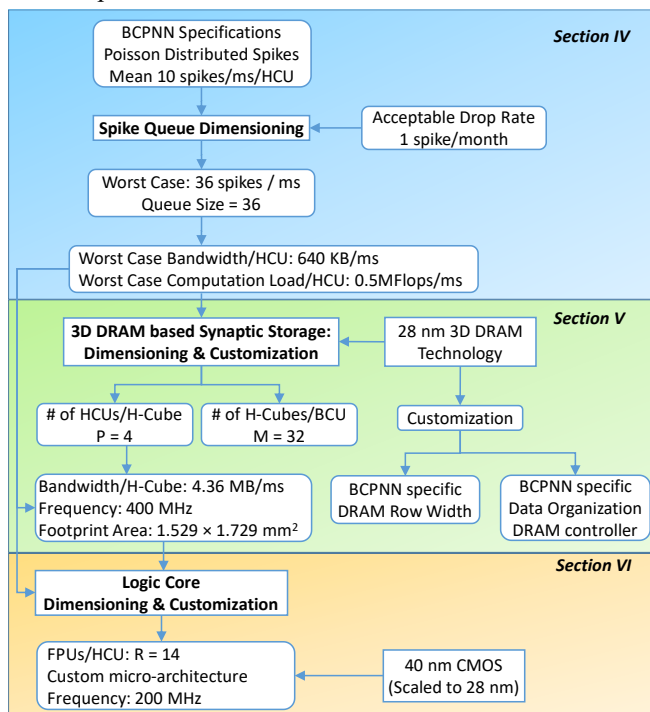 BCPNN Specifications
Poisson Distributed Spikes
Mean 10 spikes/ms/HCU
Section IV
Spike Queue Dimensioning
Acceptable Drop Rate
1 spike/month
Worst Case: 36 spikes / ms
Queue Size = 36
Worst Case Bandwidth/HCU: 640 KB/ms
Worst Case Computation Load/HCU: 0.5MFlops/ms
Section V
3D DRAM based Synaptic Storage:
Dimensioning & Customization
28 nm 3D DRAM
Technology
# of HCUs/H-Cube
P = 4
# of H-Cubes/BCU
M = 32
Customization
Bandwidth/H-Cube: 4.36 MB/ms
Frequency: 400 MHz
Footprint Area: 1.529 × 1.729 mm²
BCPNN specific
DRAM Row Width
BCPNN specific
Data Organization
DRAM controller
Section VI
Logic Core
Dimensioning & Customization
FPUs/HCU: R = 14
Custom micro-architecture
Frequency: 200 MHz
40 nm CMOS
(Scaled to 28 nm)